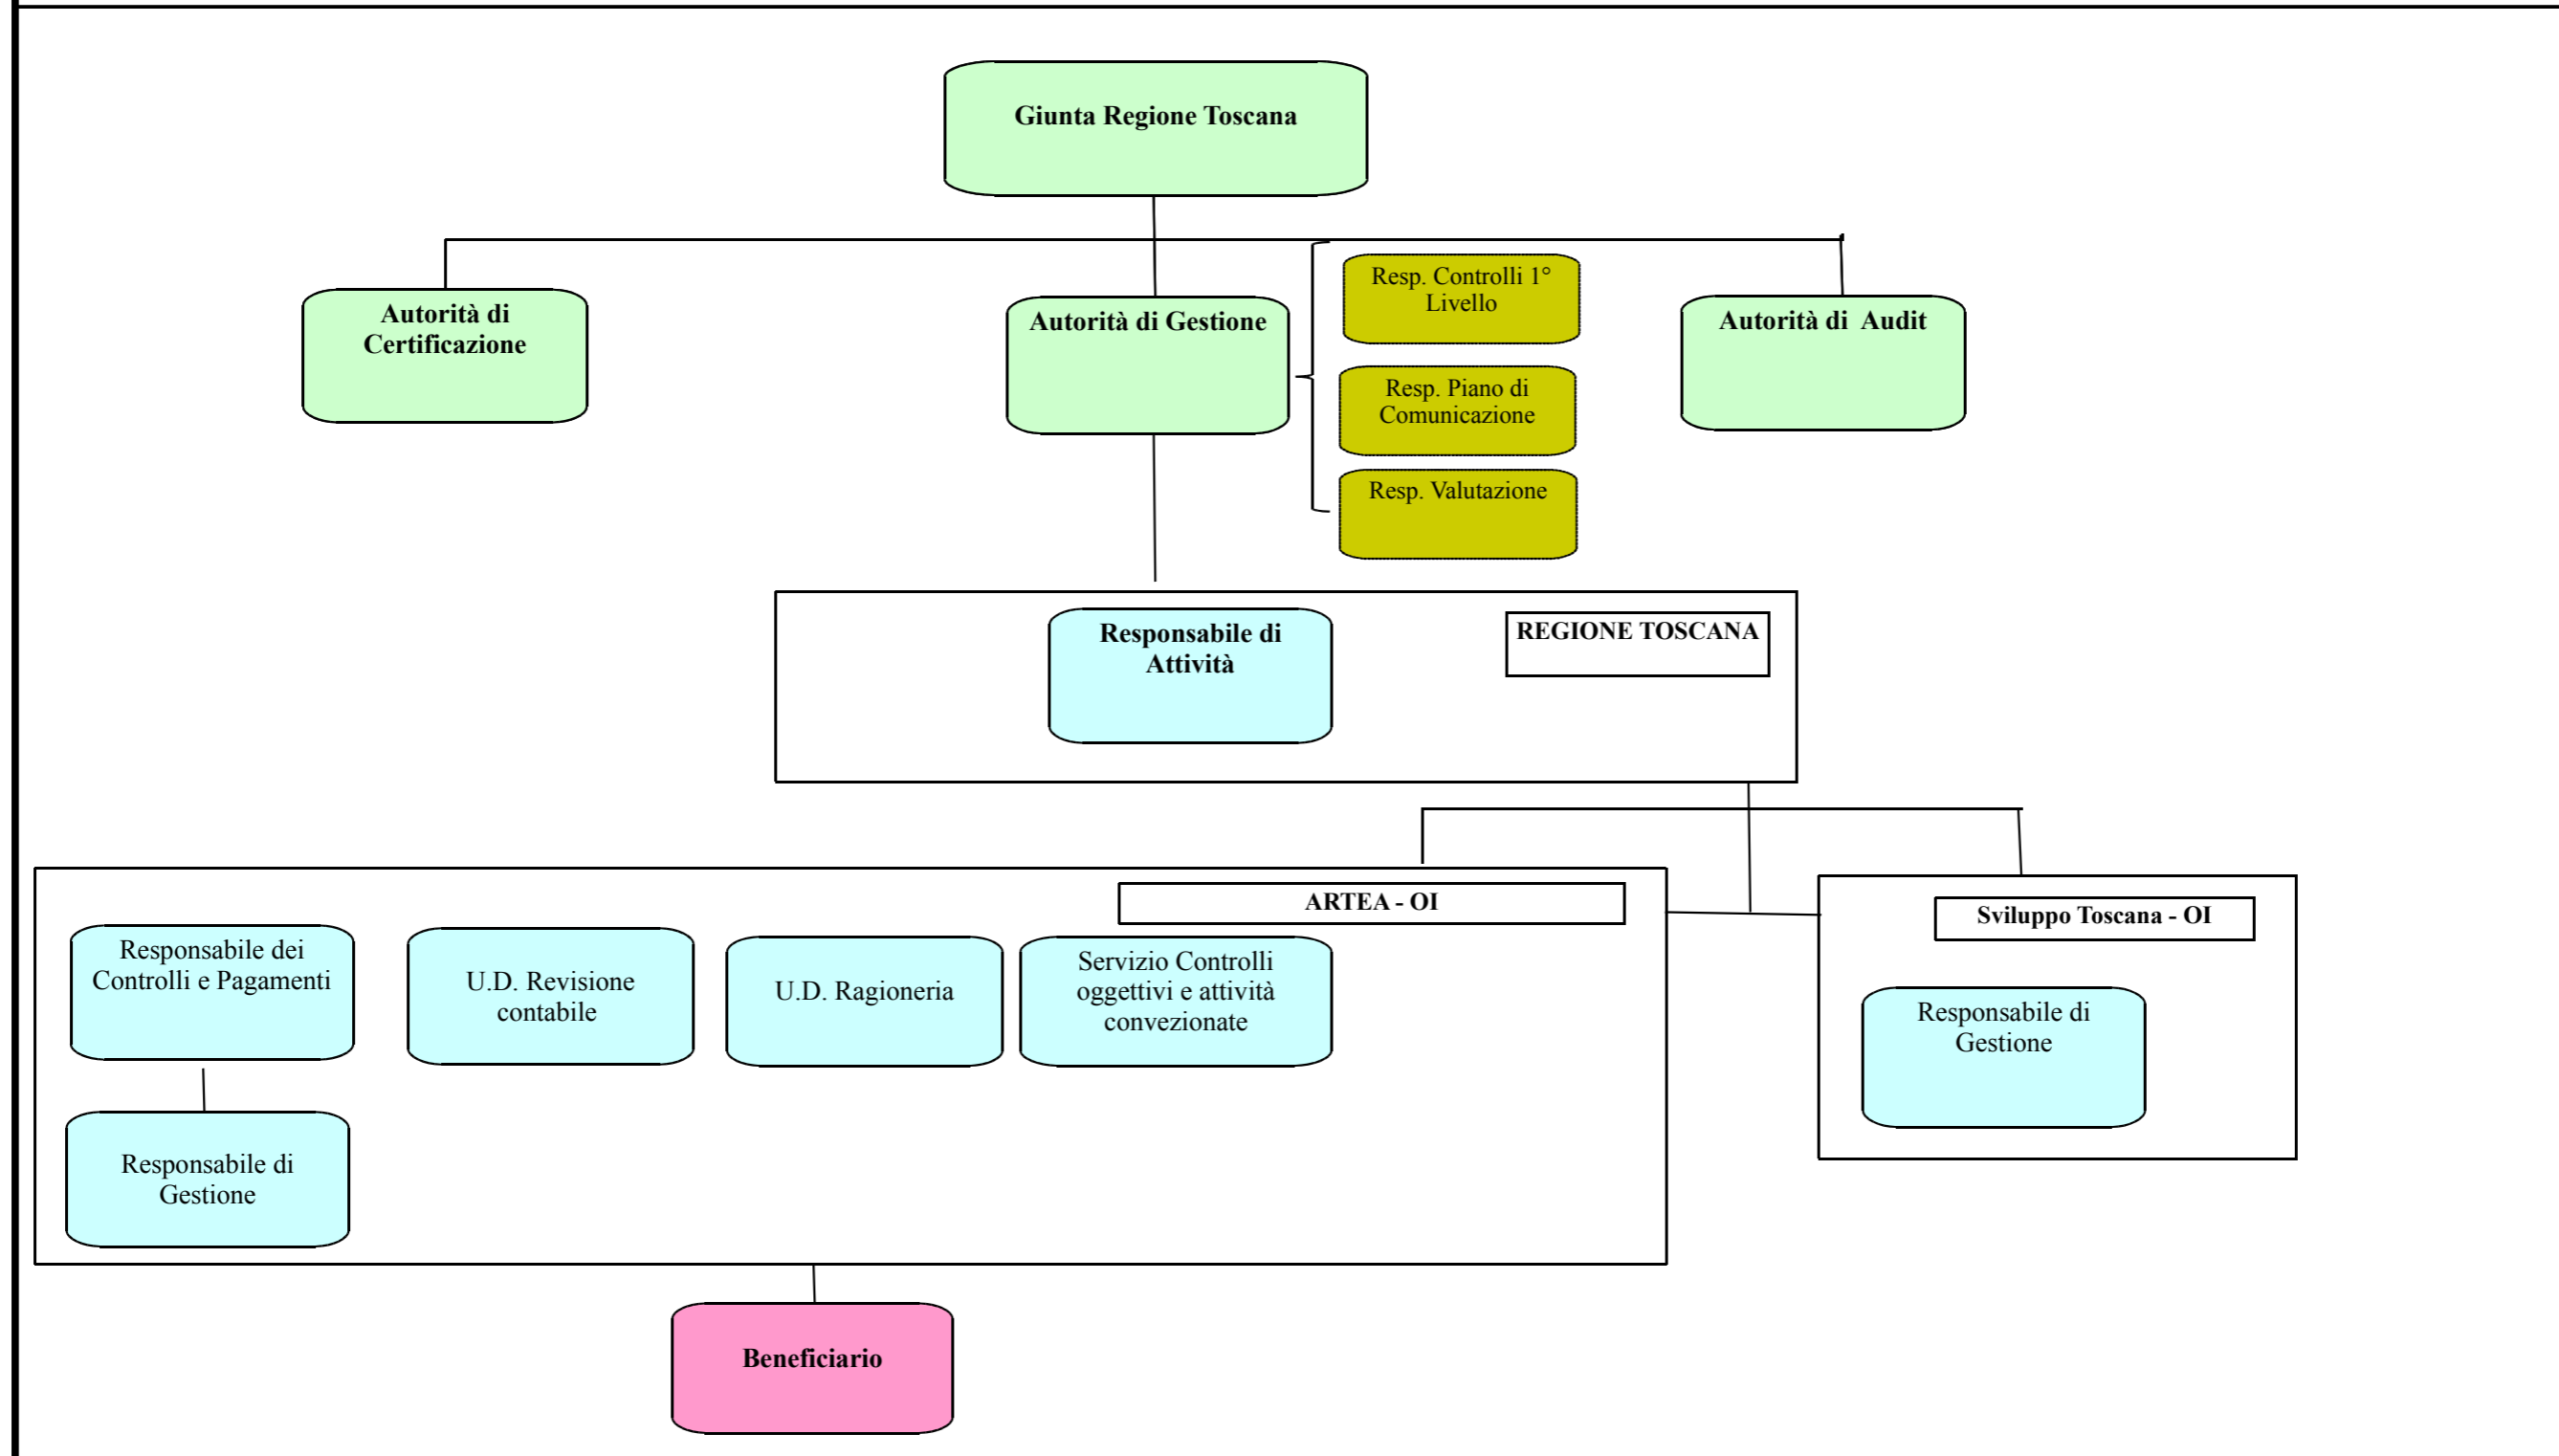 Giunta Regione Toscana
Autorità di
Certificazione
Autorità di Gestione
Resp. Controlli 1°
Livello
Resp. Piano di
Comunicazione
Resp. Valutazione
Autorità di  Audit
Responsabile di
Attività
REGIONE TOSCANA
ARTEA - OI
Responsabile dei
Controlli e Pagamenti
U.D. Revisione
contabile
U.D. Ragioneria
Servizio Controlli
oggettivi e attività
convezionate
Responsabile di
Gestione
Sviluppo Toscana - OI
Responsabile di
Gestione
Beneficiario